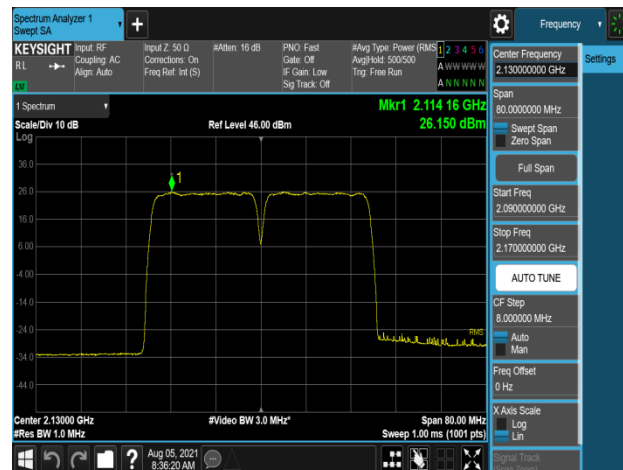 Spectrum Analyzer 1
Swept SA
Frequency
KEYSIGHT
Input: RF
Coupling: AC
Align: Auto
RL
LW
Input Z: 50 Ω
Corrections: On
Freq Ref: Int (S)
#Atten: 16 dB
PNO: Fast
Gate: Off
IF Gain: Low
Sig Track: Off
#Avg Type: Power (RMS
Avg|Hold: 500/500
Trig: Free Run
1 2 3 4 5 6
A W W W W W
A N N N N N
Center Frequency
2.130000000 GHz
Settings
Span
80.0000000 MHz
Swept Span
Zero Span
Full Span
Start Freq
2.090000000 GHz
Stop Freq
2.170000000 GHz
AUTO TUNE
CF Step
8.000000 MHz
Auto
Man
Freq Offset
0 Hz
X Axis Scale
Log
Lin
Signal Track
1 Spectrum
Scale/Div 10 dB
Log
Ref Level 46.00 dBm
Mkr1 2.114 16 GHz
26.150 dBm
36.0
26.0
16.0
6.00
-4.00
-14.0
-24.0
-34.0
-44.0
1
RMS
Center 2.13000 GHz
#Res BW 1.0 MHz
#Video BW 3.0 MHz*
Span 80.00 MHz
Sweep 1.00 ms (1001 pts)
?
Aug 05, 2021
8:36:20 AM